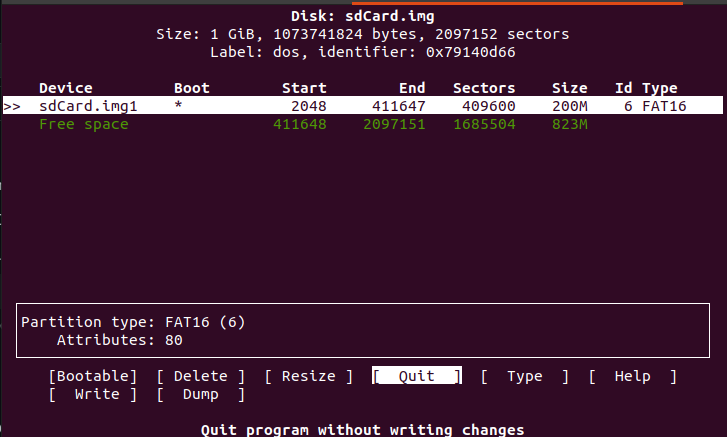 Disk: sdCard.img
Size: 1 GiB, 1073741824 bytes, 2097152 sectors
Label: dos, identifier: 0x79140d66
Device Boot Start End Sectors Size Id Type
>> sdCard.img1 * 2048 411647 409600 200M 6 FAT16
Free space 411648 2097151 1685504 823M
Partition type: FAT16 (6)
Attributes: 80
[Bootable] [ Delete ] [ Resize ] [ Quit ] [ Type ] [ Help ]
[ Write ] [ Dump ]
Quit program without writing changes